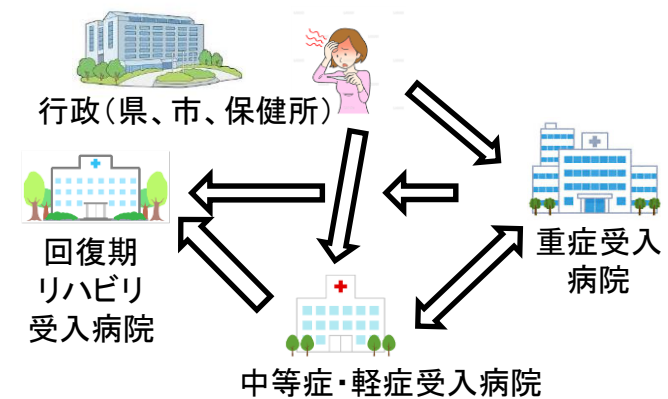 行政(県、市、保健所)
回復期
リハビリ
受入病院
重症受入
病院
中等症・軽症受入病院